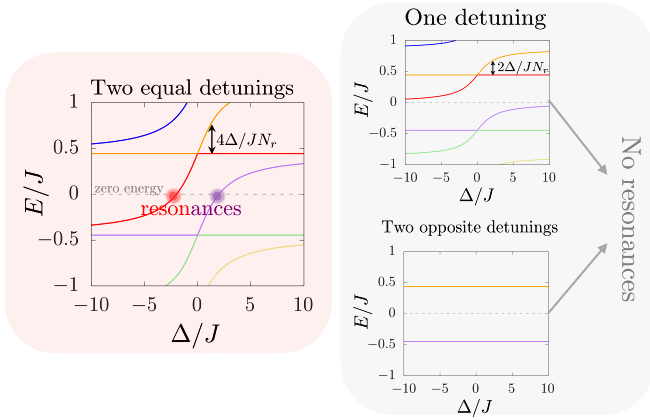 Two equal detunings
E/J
1
0.5
0
−0.5
−1
4Δ/JN_r
zero energy
resonances
−10
−5
0
5
10
Δ/J
One detuning
E/J
1
0.5
0
−0.5
−1
2Δ/JN_r
−10
−5
0
5
10
Δ/J
Two opposite detunings
E/J
1
0.5
0
−0.5
−1
−10
−5
0
5
10
Δ/J
No resonances